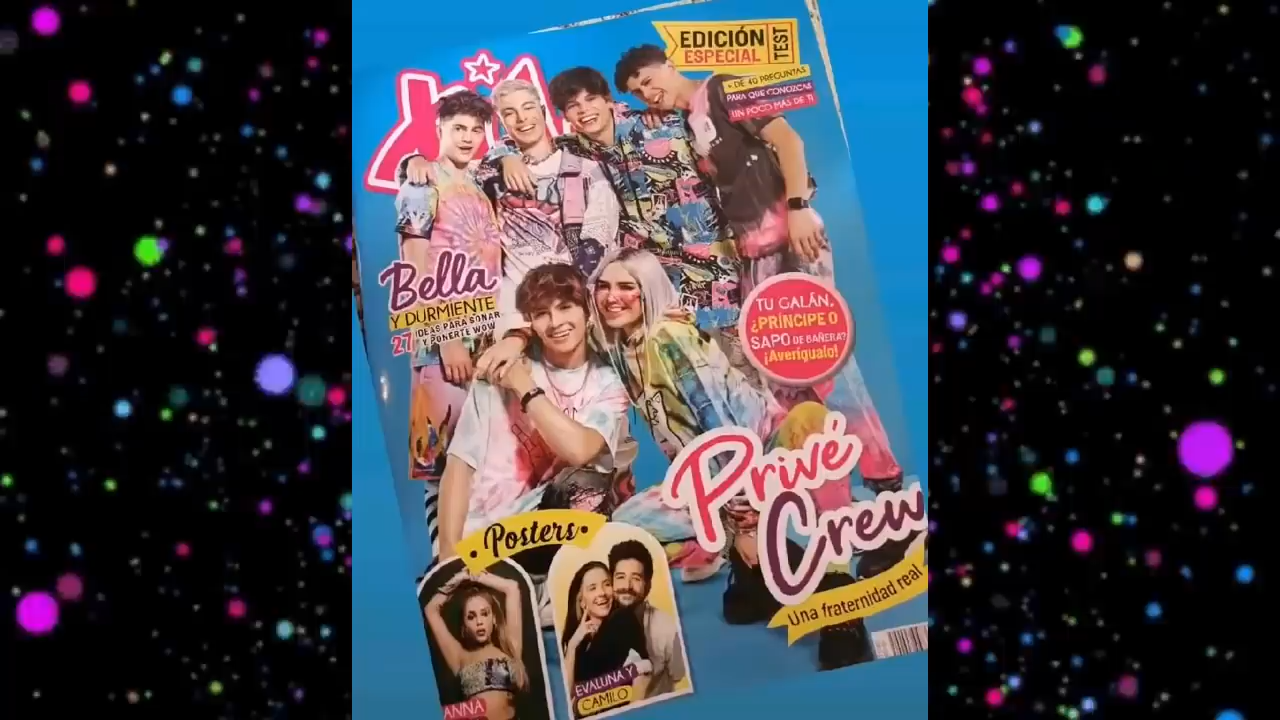 EDICIÓN
ESPECIAL
TEST
+ DE 40 PREGUNTAS
PARA QUE CONOZCAS
UN POCO MÁS DE TI
Bella
Y DURMIENTE
27 IDEAS PARA SOÑAR
Y PONERTE WOW
TU GALÁN,
¿PRÍNCIPE O
SAPO DE BAÑERA?
¡Averígualo!
Privé
Crew
Una fraternidad real
Posters
ANNA
EVALUNA Y
CAMILO